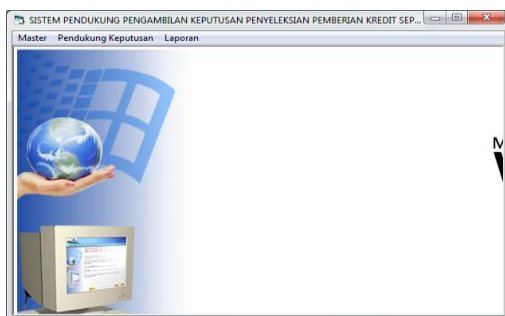 SISTEM PENDUKUNG PENGAMBILAN KEPUTUSAN PENYELEKSIAN PEMBERIAN KREDIT SEP...
Master Pendukung Keputusan Laporan